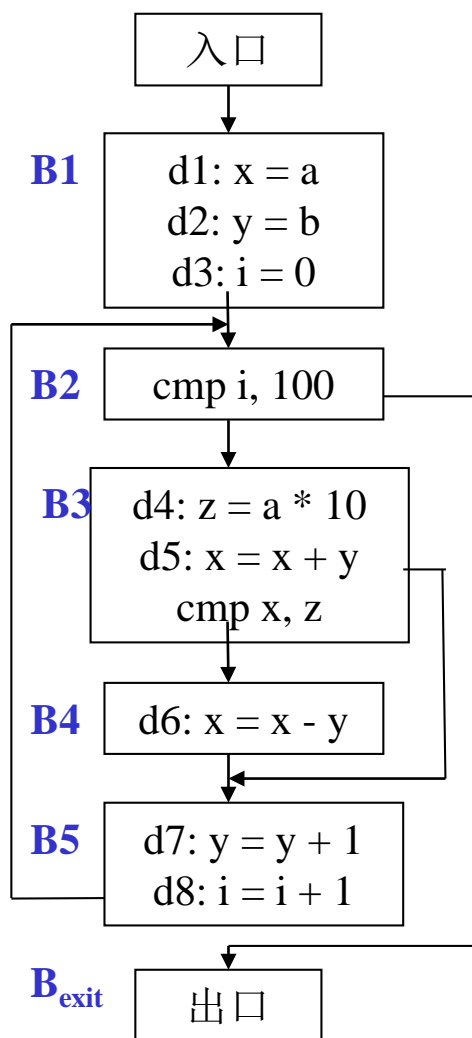 入口
B1
d1: x = a
d2: y = b
d3: i = 0
B2
cmp i, 100
B3
d4: z = a * 10
d5: x = x + y
cmp x, z
B4
d6: x = x - y
B5
d7: y = y + 1
d8: i = i + 1
Bexit
出口